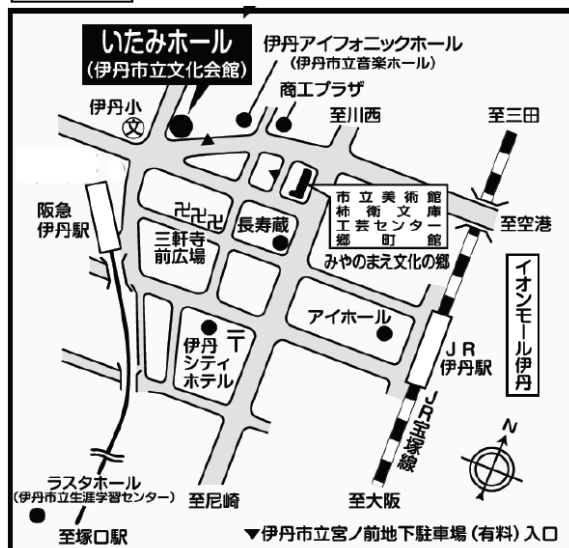 いたみホール
(伊丹市立文化会館)
伊丹アイフォニックホール
(伊丹市立音楽ホール)
商工プラザ
伊丹小
文
至川西
至三田
市立美術館
柿衛文庫
工芸センター
郷町館
みやのまえ文化の郷
至空港
阪急
伊丹駅
卍卍卍
三軒寺
前広場
長寿蔵
イオンモール伊丹
アイホール
JR
伊丹駅
伊丹
シティ
ホテル
〒
JR宝塚線
N
ラスタホール
(伊丹市立生涯学習センター)
至塚口駅
至尼崎
至大阪
▼伊丹市立宮ノ前地下駐車場(有料)入口